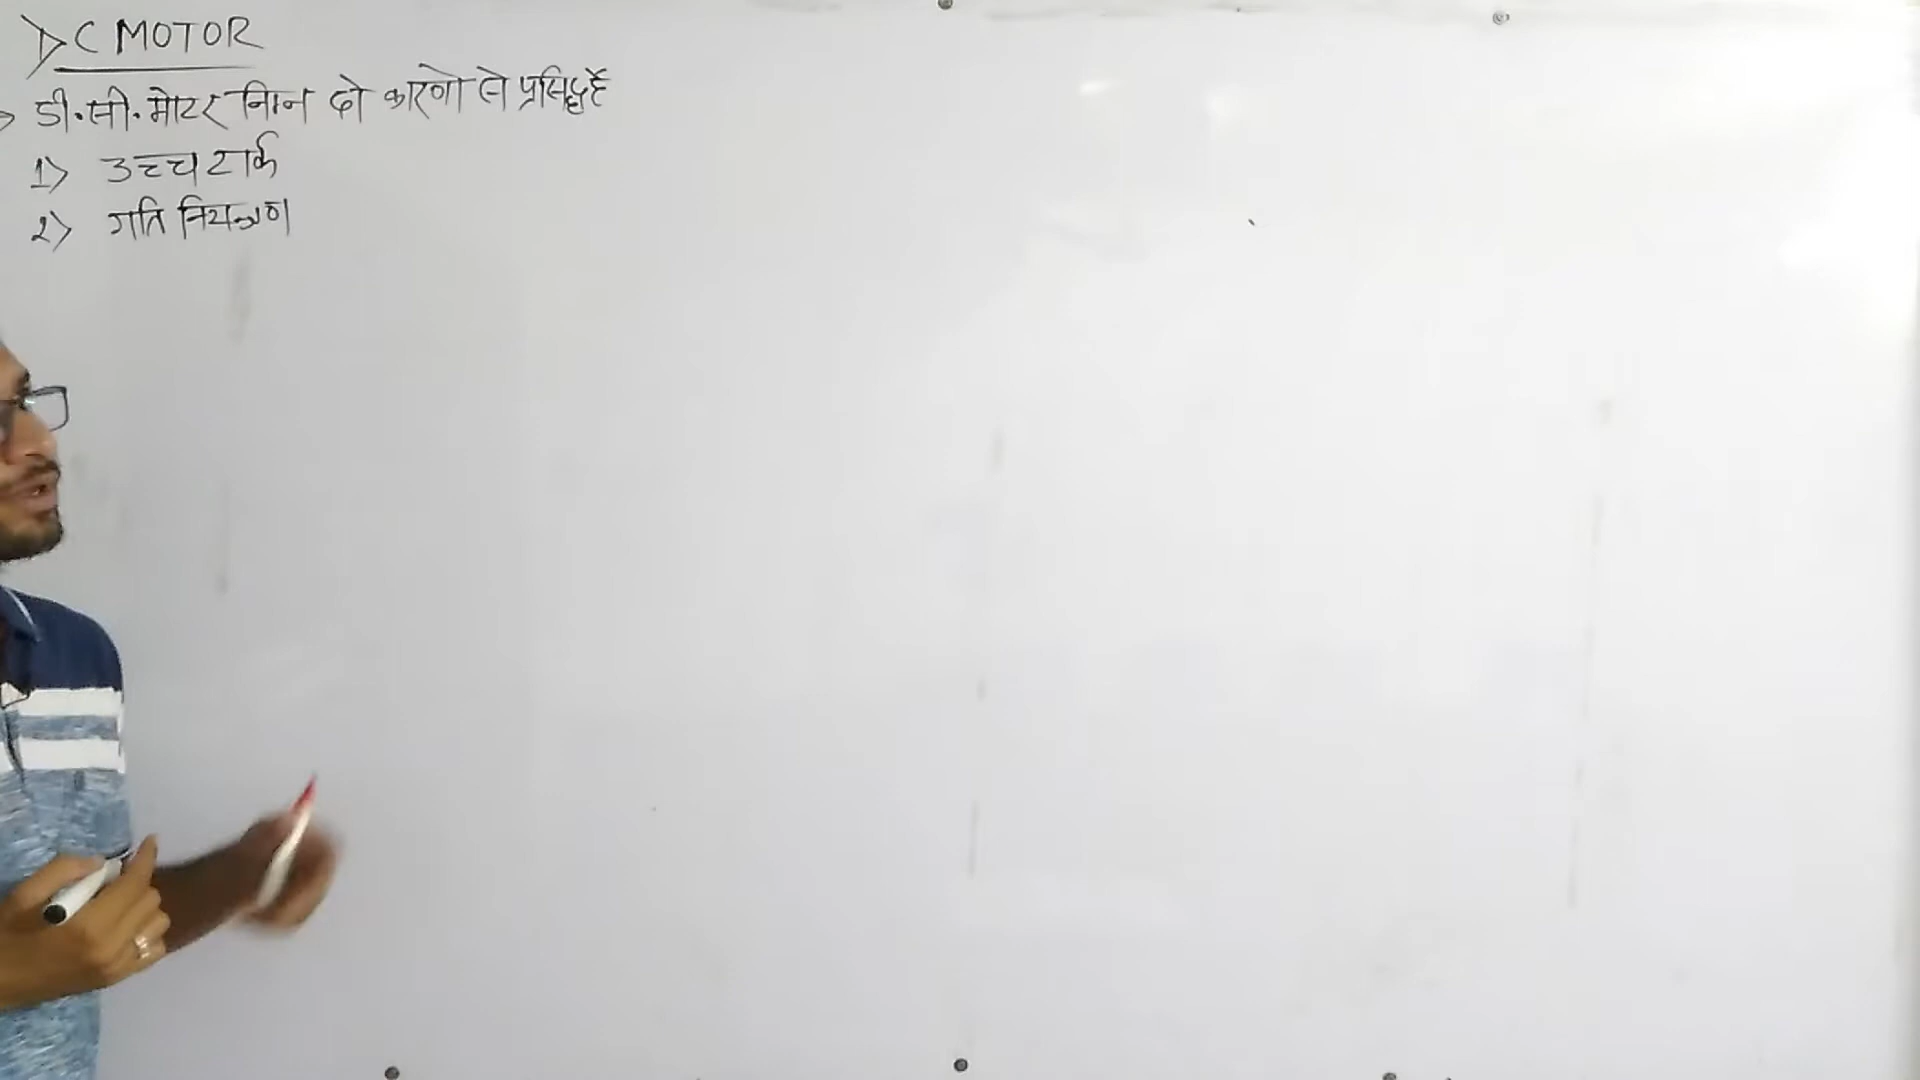 DC MOTOR
→ डी.सी. मोटर निम्न दो कारणो से प्रसिद्ध है
1> उच्च टार्क
2> गति नियन्त्रण